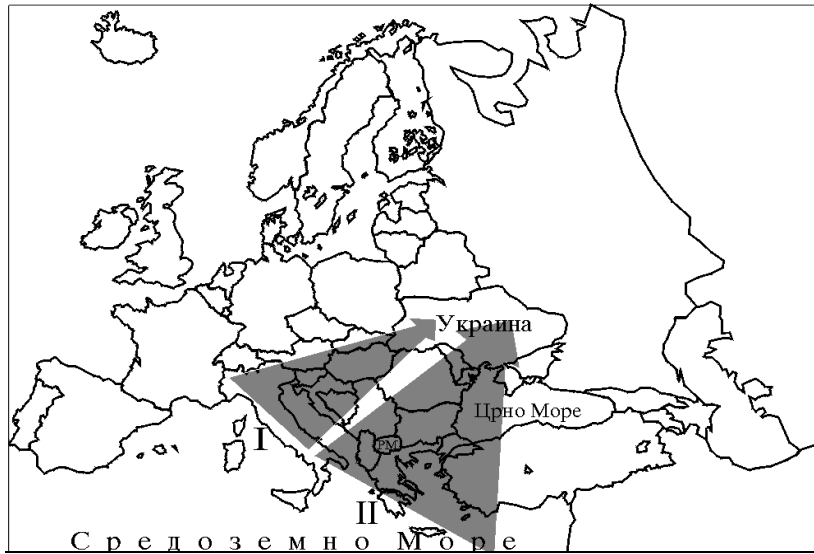 Украина
Црно Море
I
РМ
II
Средоземно Море